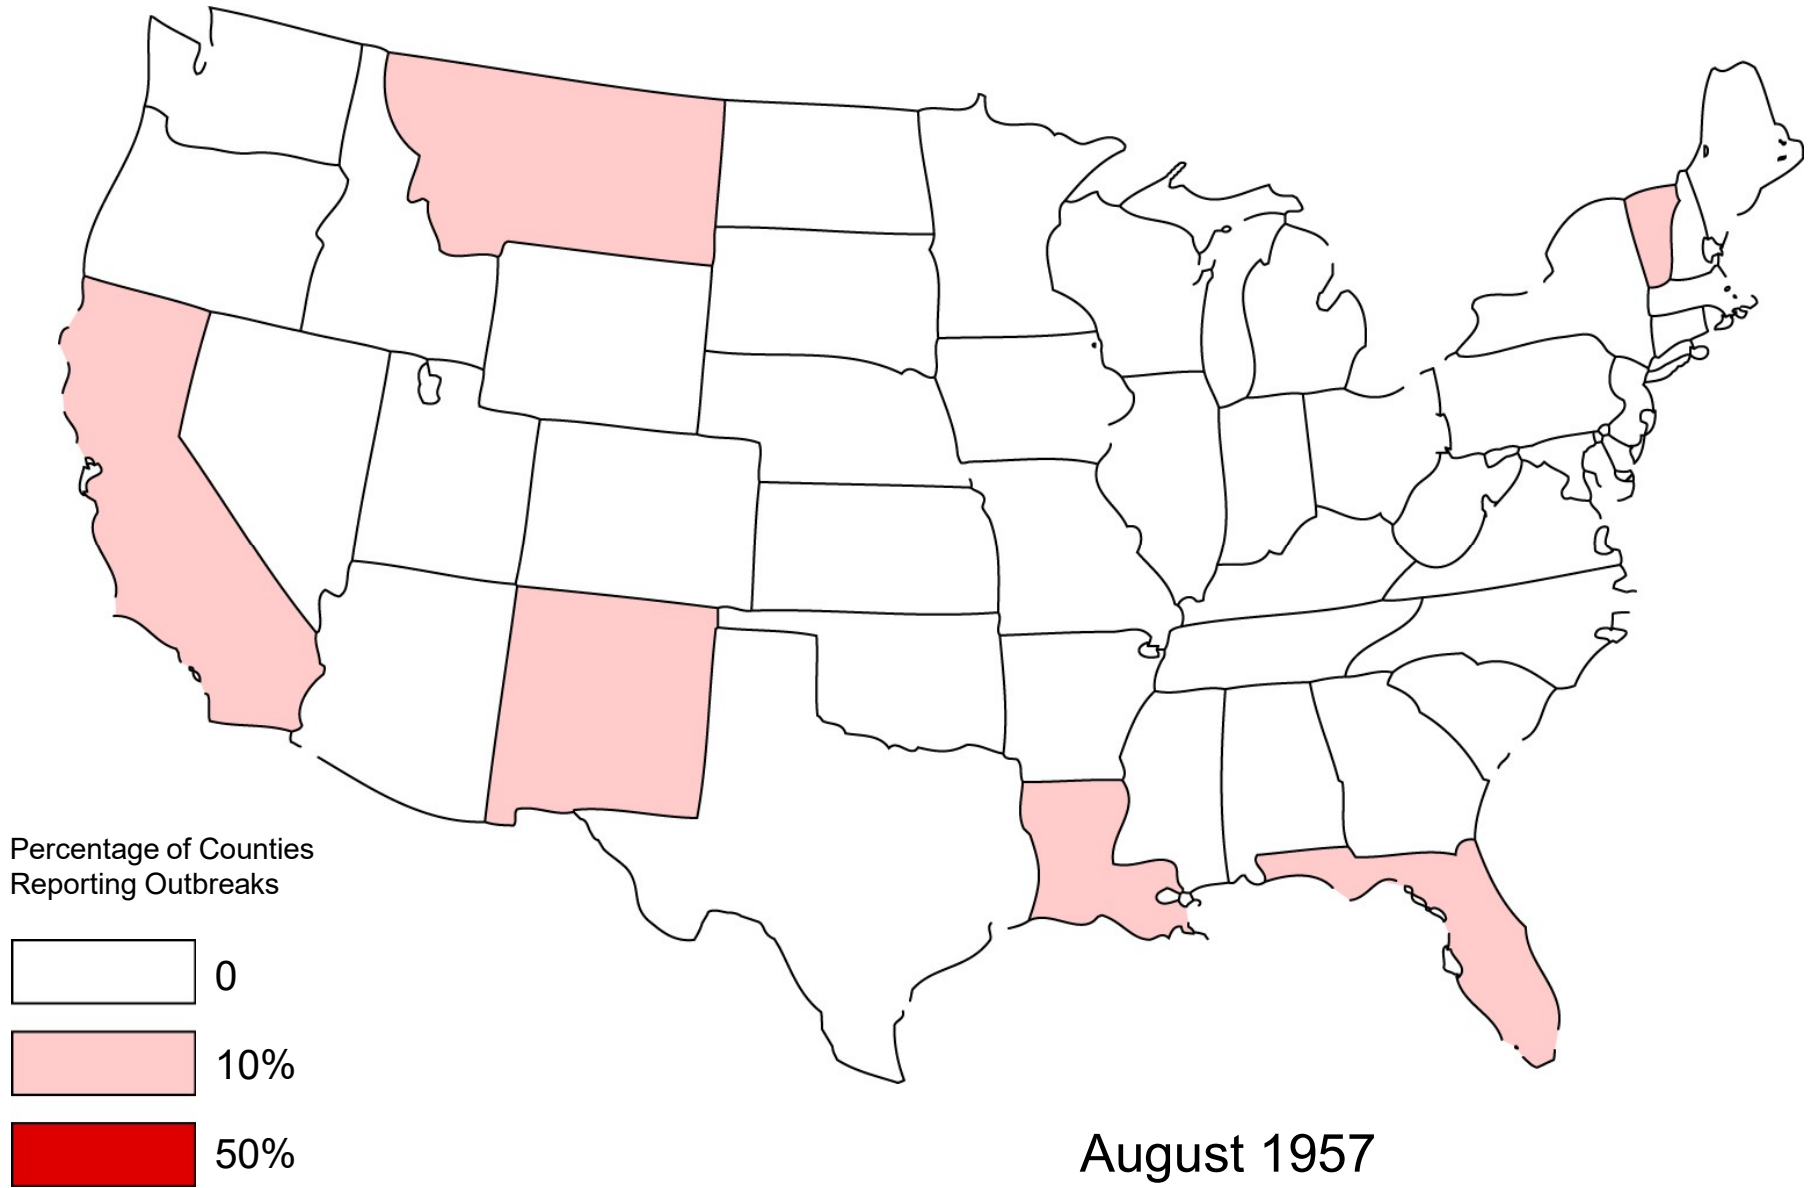 Percentage of Counties
Reporting Outbreaks
0
10%
50%
August 1957